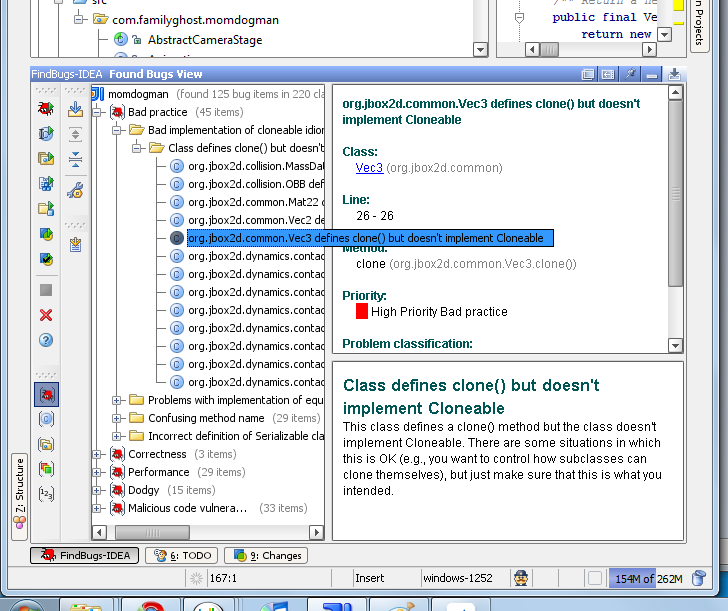 src
com.familyghost.momdogman
AbstractCameraStage
public final Ve
return new
n Projects
FindBugs-IDEA Found Bugs View
momdogman (found 125 bug items in 220 cla
Bad practice (45 items)
Bad implementation of cloneable idion
Class defines clone() but doesn't
org.jbox2d.collision.MassDat
org.jbox2d.collision.OBB def
org.jbox2d.common.Mat22 d
org.jbox2d.common.Vec2 de
org.jbox2d.common.Vec3 defines clone() but doesn't implement Cloneable
org.jbox2d.dynamics.contac
org.jbox2d.dynamics.contac
org.jbox2d.dynamics.contac
org.jbox2d.dynamics.contac
org.jbox2d.dynamics.contac
org.jbox2d.dynamics.contac
org.jbox2d.dynamics.contac
org.jbox2d.dynamics.contac
Problems with implementation of equ
Confusing method name (29 items)
Incorrect definition of Serializable cla
Correctness (3 items)
Performance (29 items)
Dodgy (15 items)
Malicious code vulnera... (33 items)
org.jbox2d.common.Vec3 defines clone() but doesn't
implement Cloneable
Class:
Vec3 (org.jbox2d.common)
Line:
26 - 26
Method:
clone (org.jbox2d.common.Vec3.clone())
Priority:
High Priority Bad practice
Problem classification:
Class defines clone() but doesn't
implement Cloneable
This class defines a clone() method but the class doesn't
implement Cloneable. There are some situations in which
this is OK (e.g., you want to control how subclasses can
clone themselves), but just make sure that this is what you
intended.
Z: Structure
FindBugs-IDEA
6: TODO
9: Changes
167:1
Insert
windows-1252
154M of 262M